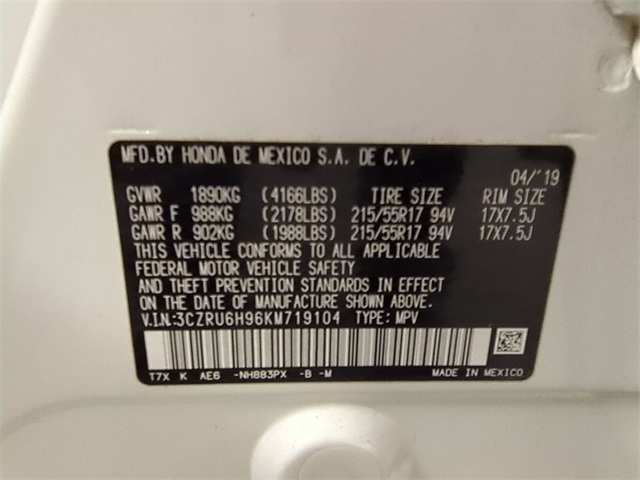 MFD.BY HONDA DE MEXICO S.A. DE C.V.
04/'19
GVWR 1890KG (4166LBS) TIRE SIZE RIM SIZE
GAWR F 988KG (2178LBS) 215/55R17 94V 17X7.5J
GAWR R 902KG (1988LBS) 215/55R17 94V 17X7.5J
THIS VEHICLE CONFORMS TO ALL APPLICABLE
FEDERAL MOTOR VEHICLE SAFETY
AND THEFT PREVENTION STANDARDS IN EFFECT
ON THE DATE OF MANUFACTURE SHOWN ABOVE.
V.I.N.:3CZRU6H96KM719104 TYPE: MPV
T7X K AE6 -NH883PX -B -M MADE IN MEXICO